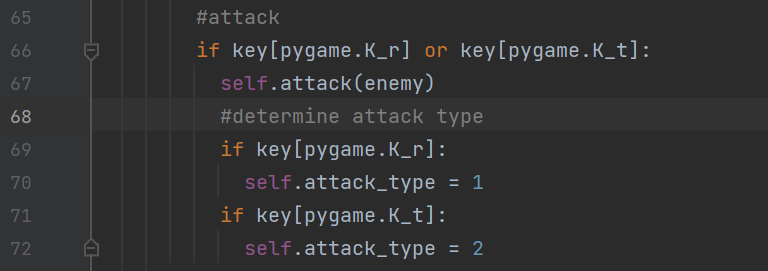 65 #attack
66 if key[pygame.K_r] or key[pygame.K_t]:
67 self.attack(enemy)
68 #determine attack type
69 if key[pygame.K_r]:
70 self.attack_type = 1
71 if key[pygame.K_t]:
72 self.attack_type = 2